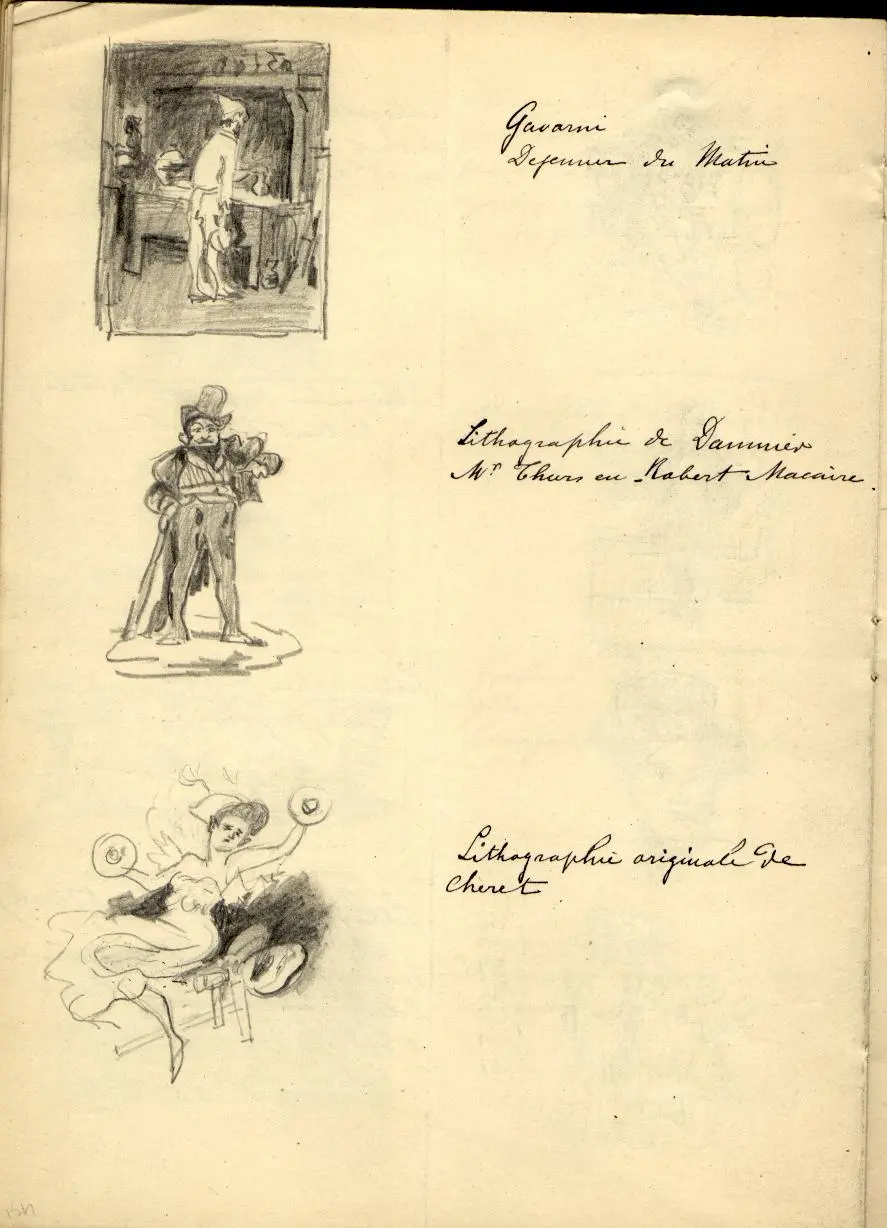 Gavarni
Dejeuner du Matin
Lithographie de Daumier
Mr Thiers en Robert Macaire.
Lithographie originale de
Cheret